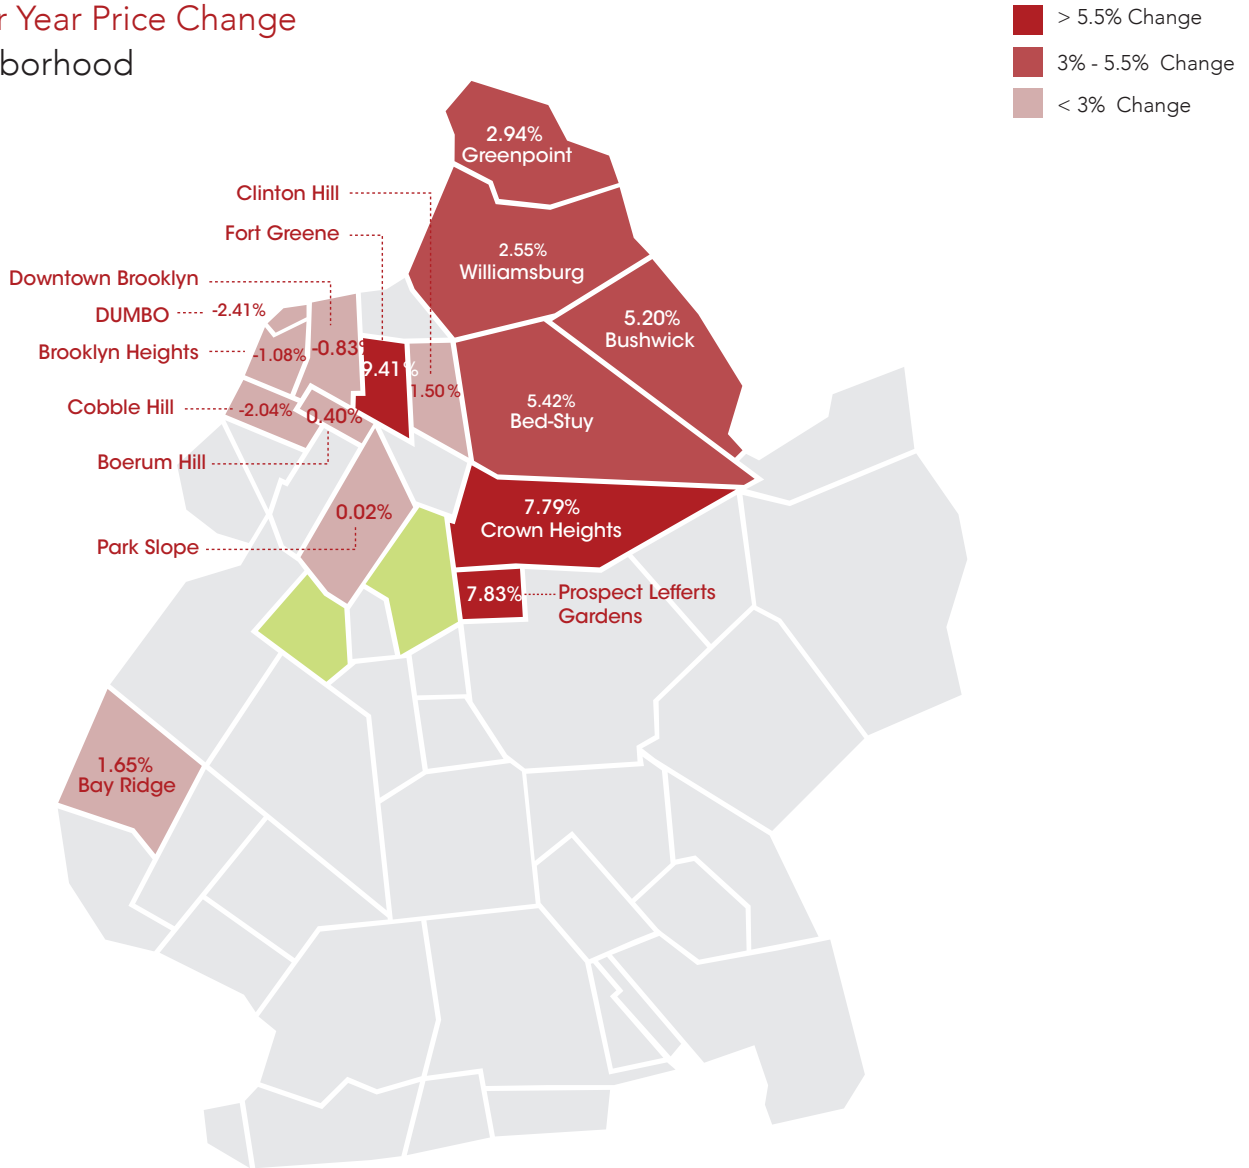 r Year Price Change
borhood
> 5.5% Change
3% - 5.5% Change
< 3% Change
2.94%
Greenpoint
Clinton Hill
Fort Greene
2.55%
Williamsburg
Downtown Brooklyn
DUMBO
-2.41%
5.20%
Bushwick
Brooklyn Heights
-1.08%
-0.83%
9.41%
1.50%
Cobble Hill
-2.04%
0.40%
5.42%
Bed-Stuy
Boerum Hill
0.02%
Park Slope
7.79%
Crown Heights
7.83%
Prospect Lefferts
Gardens
1.65%
Bay Ridge